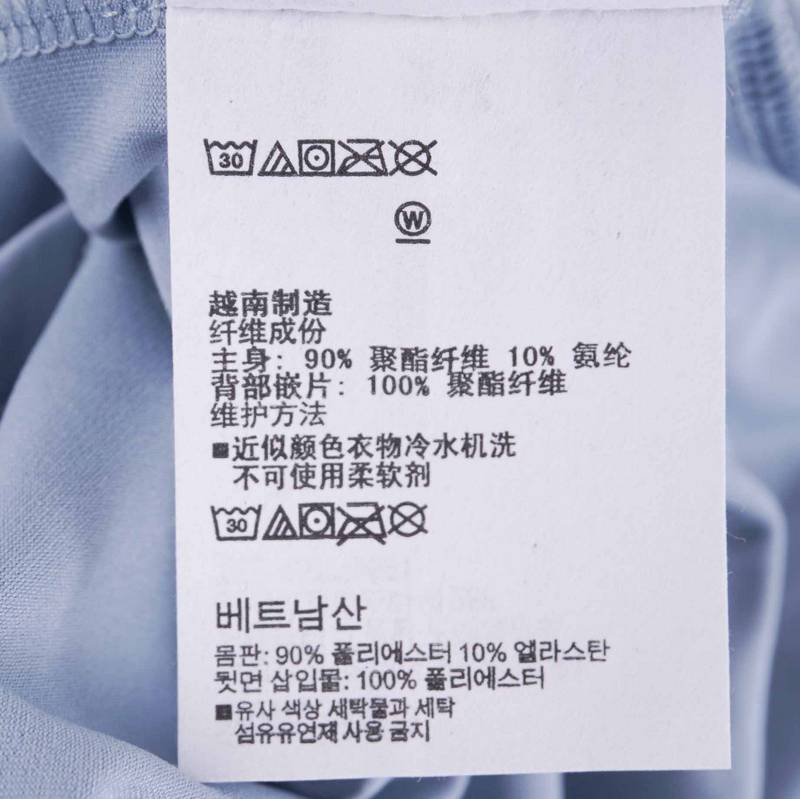 30
W
越南制造
纤维成份
主身: 90% 聚酯纤维 10% 氨纶
背部嵌片: 100% 聚酯纤维
维护方法
■近似颜色衣物冷水机洗
不可使用柔软剂
30
베트남산
몸판: 90% 폴리에스터 10% 엘라스탄
뒷면 삽입물: 100% 폴리에스터
■유사 색상 세탁물과 세탁
섬유유연제 사용 금지